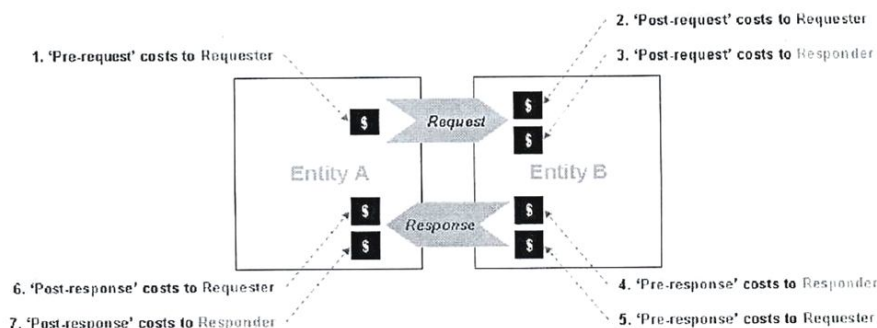 2. 'Post-request' costs to Requester
1. 'Pre-request' costs to Requester
3. 'Post-request' costs to Responder
$
$
Request
$
Entity A
Entity B
$
$
Response
$
$
6. 'Post-response' costs to Requester
4. 'Pre-response' costs to Responder
7. 'Post-response' costs to Responder
5. 'Pre-response' costs to Requester